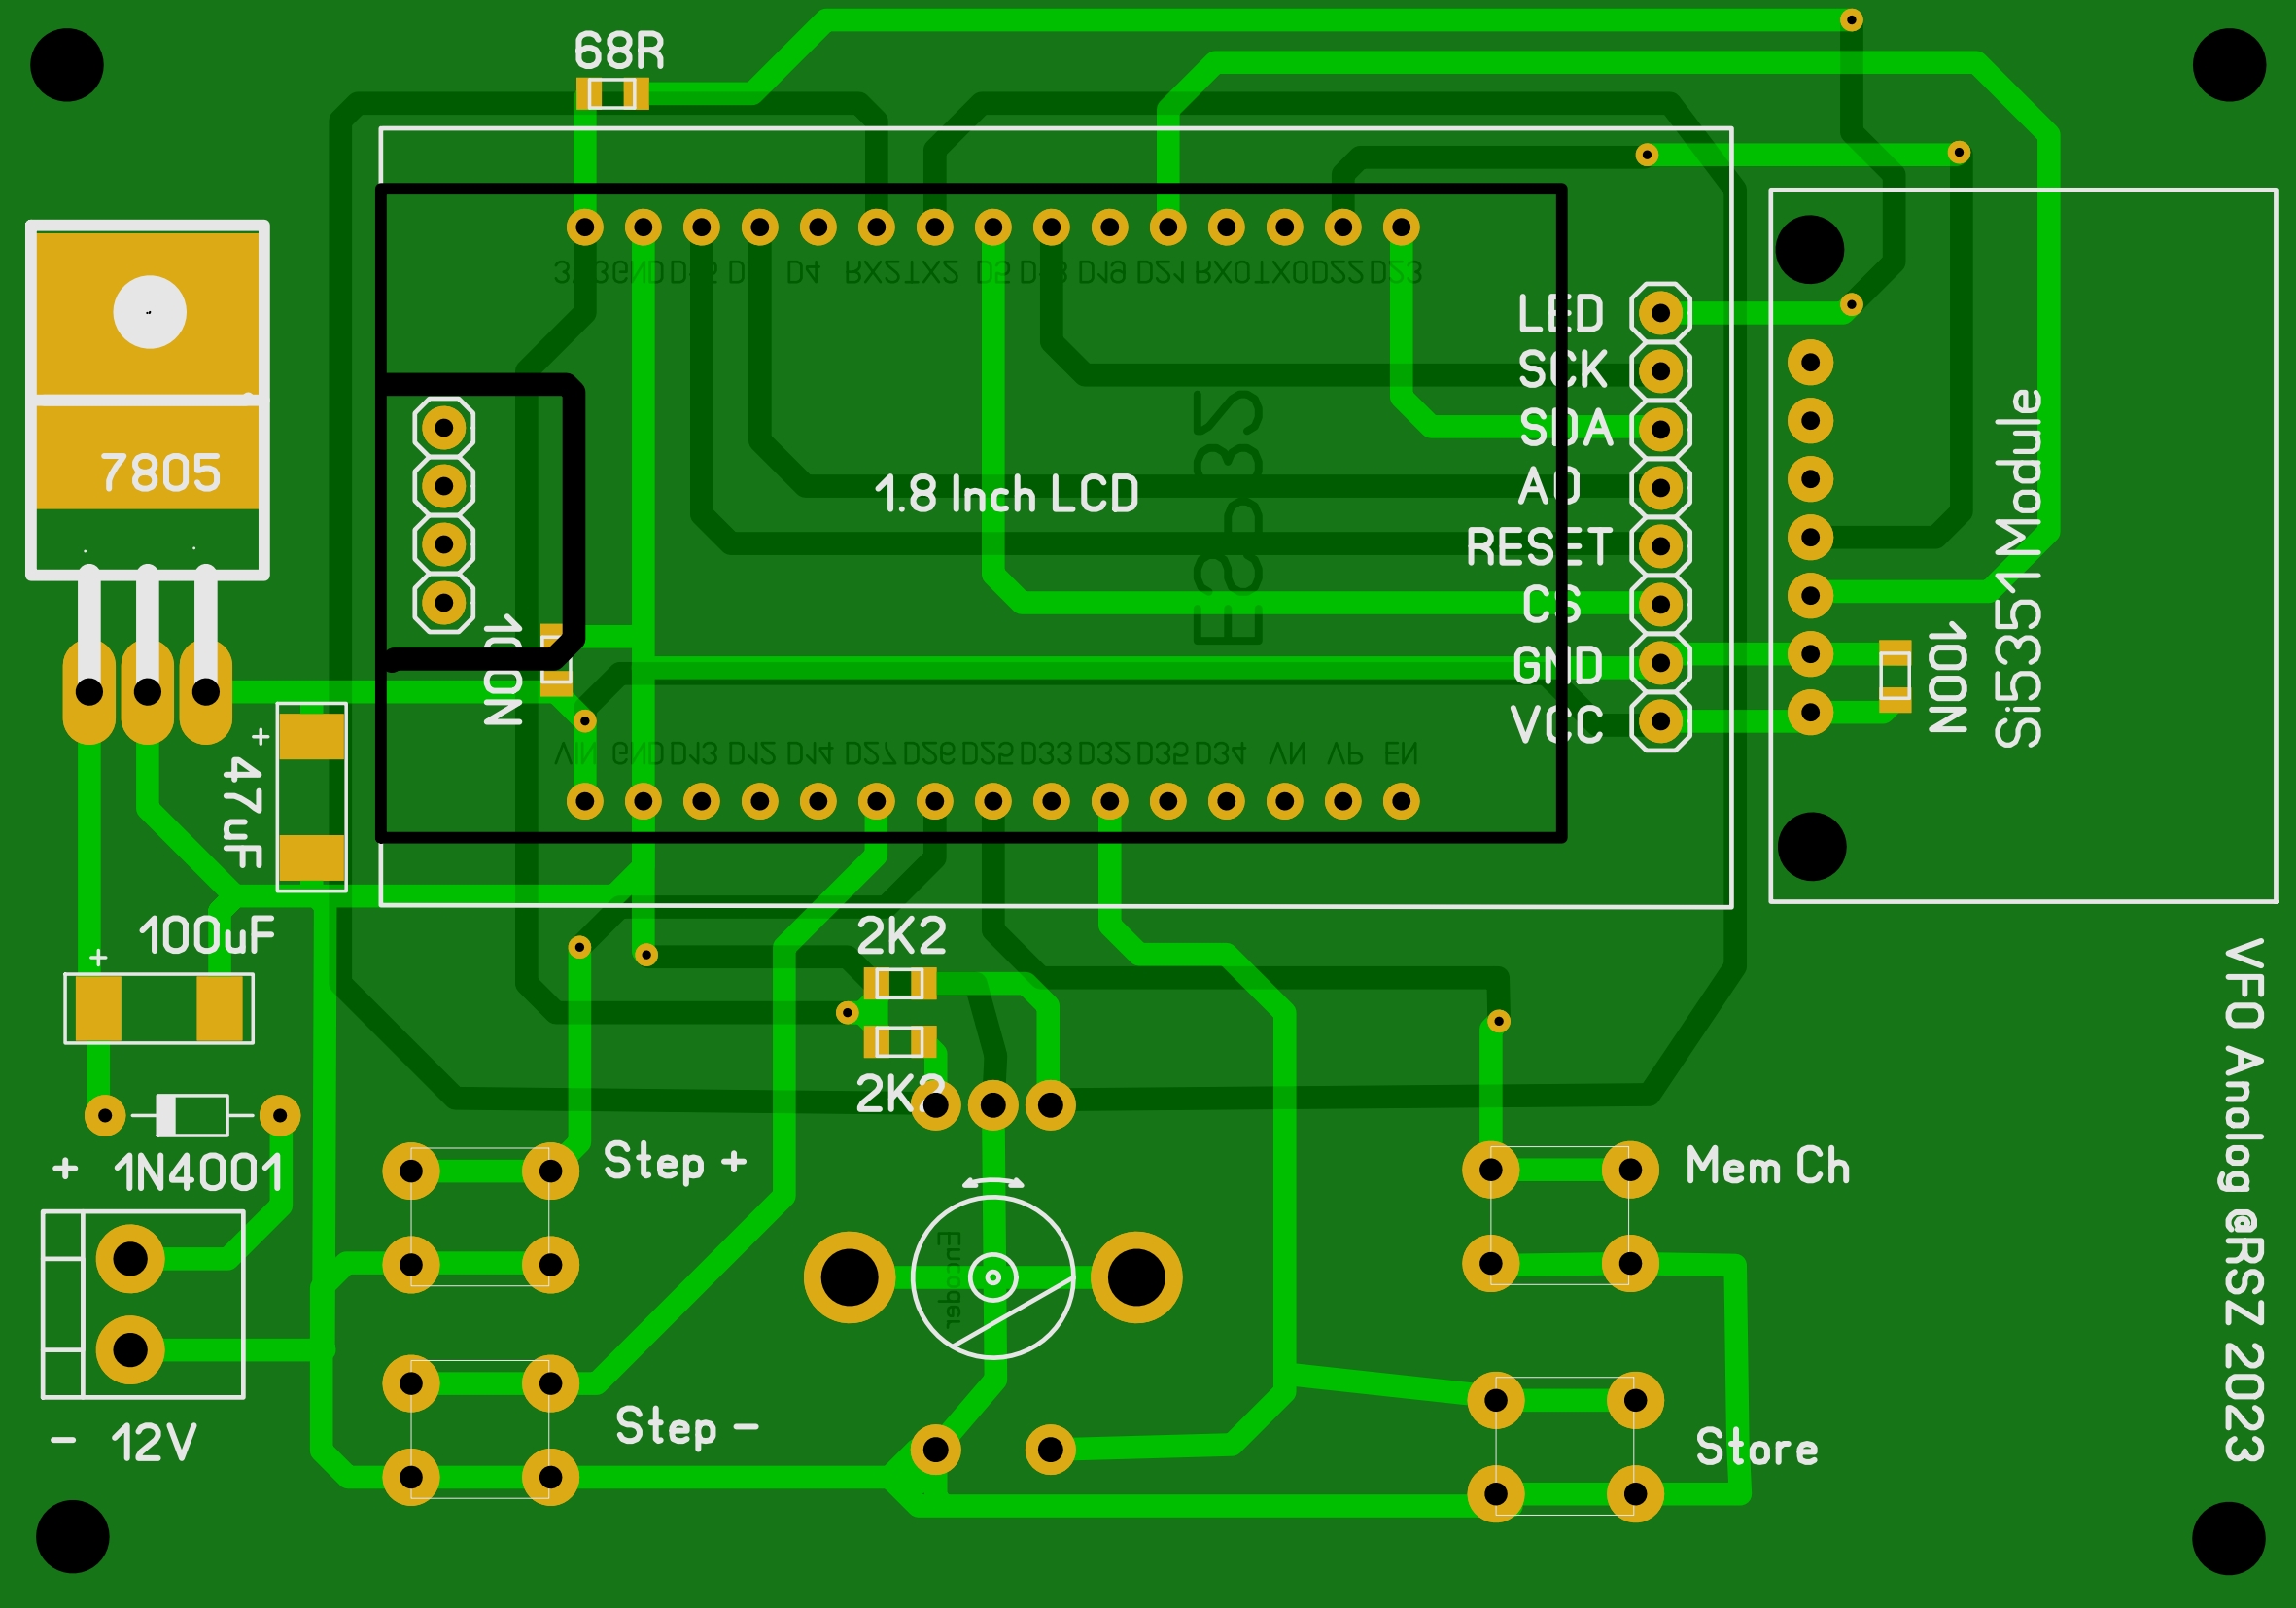 68R
3V3 GND D15 D2 D4 RX2 TX2 D5 D18 D19 D21 RX0 TX0 D22 D23
LED
SCK
SDA
A0
RESET
CS
GND
VCC
7805
1.8 Inch LCD
Esp32
Si5351 Module
100N
100N
+
47uF
VIN GND D13 D12 D14 D27 D26 D25 D33 D32 D35 D34 VN VP EN
100uF
+
2K2
2K2
+ 1N4001
Step +
Mem Ch
Encoder
Step -
Store
- 12V
VFO Analog @RSZ 2023